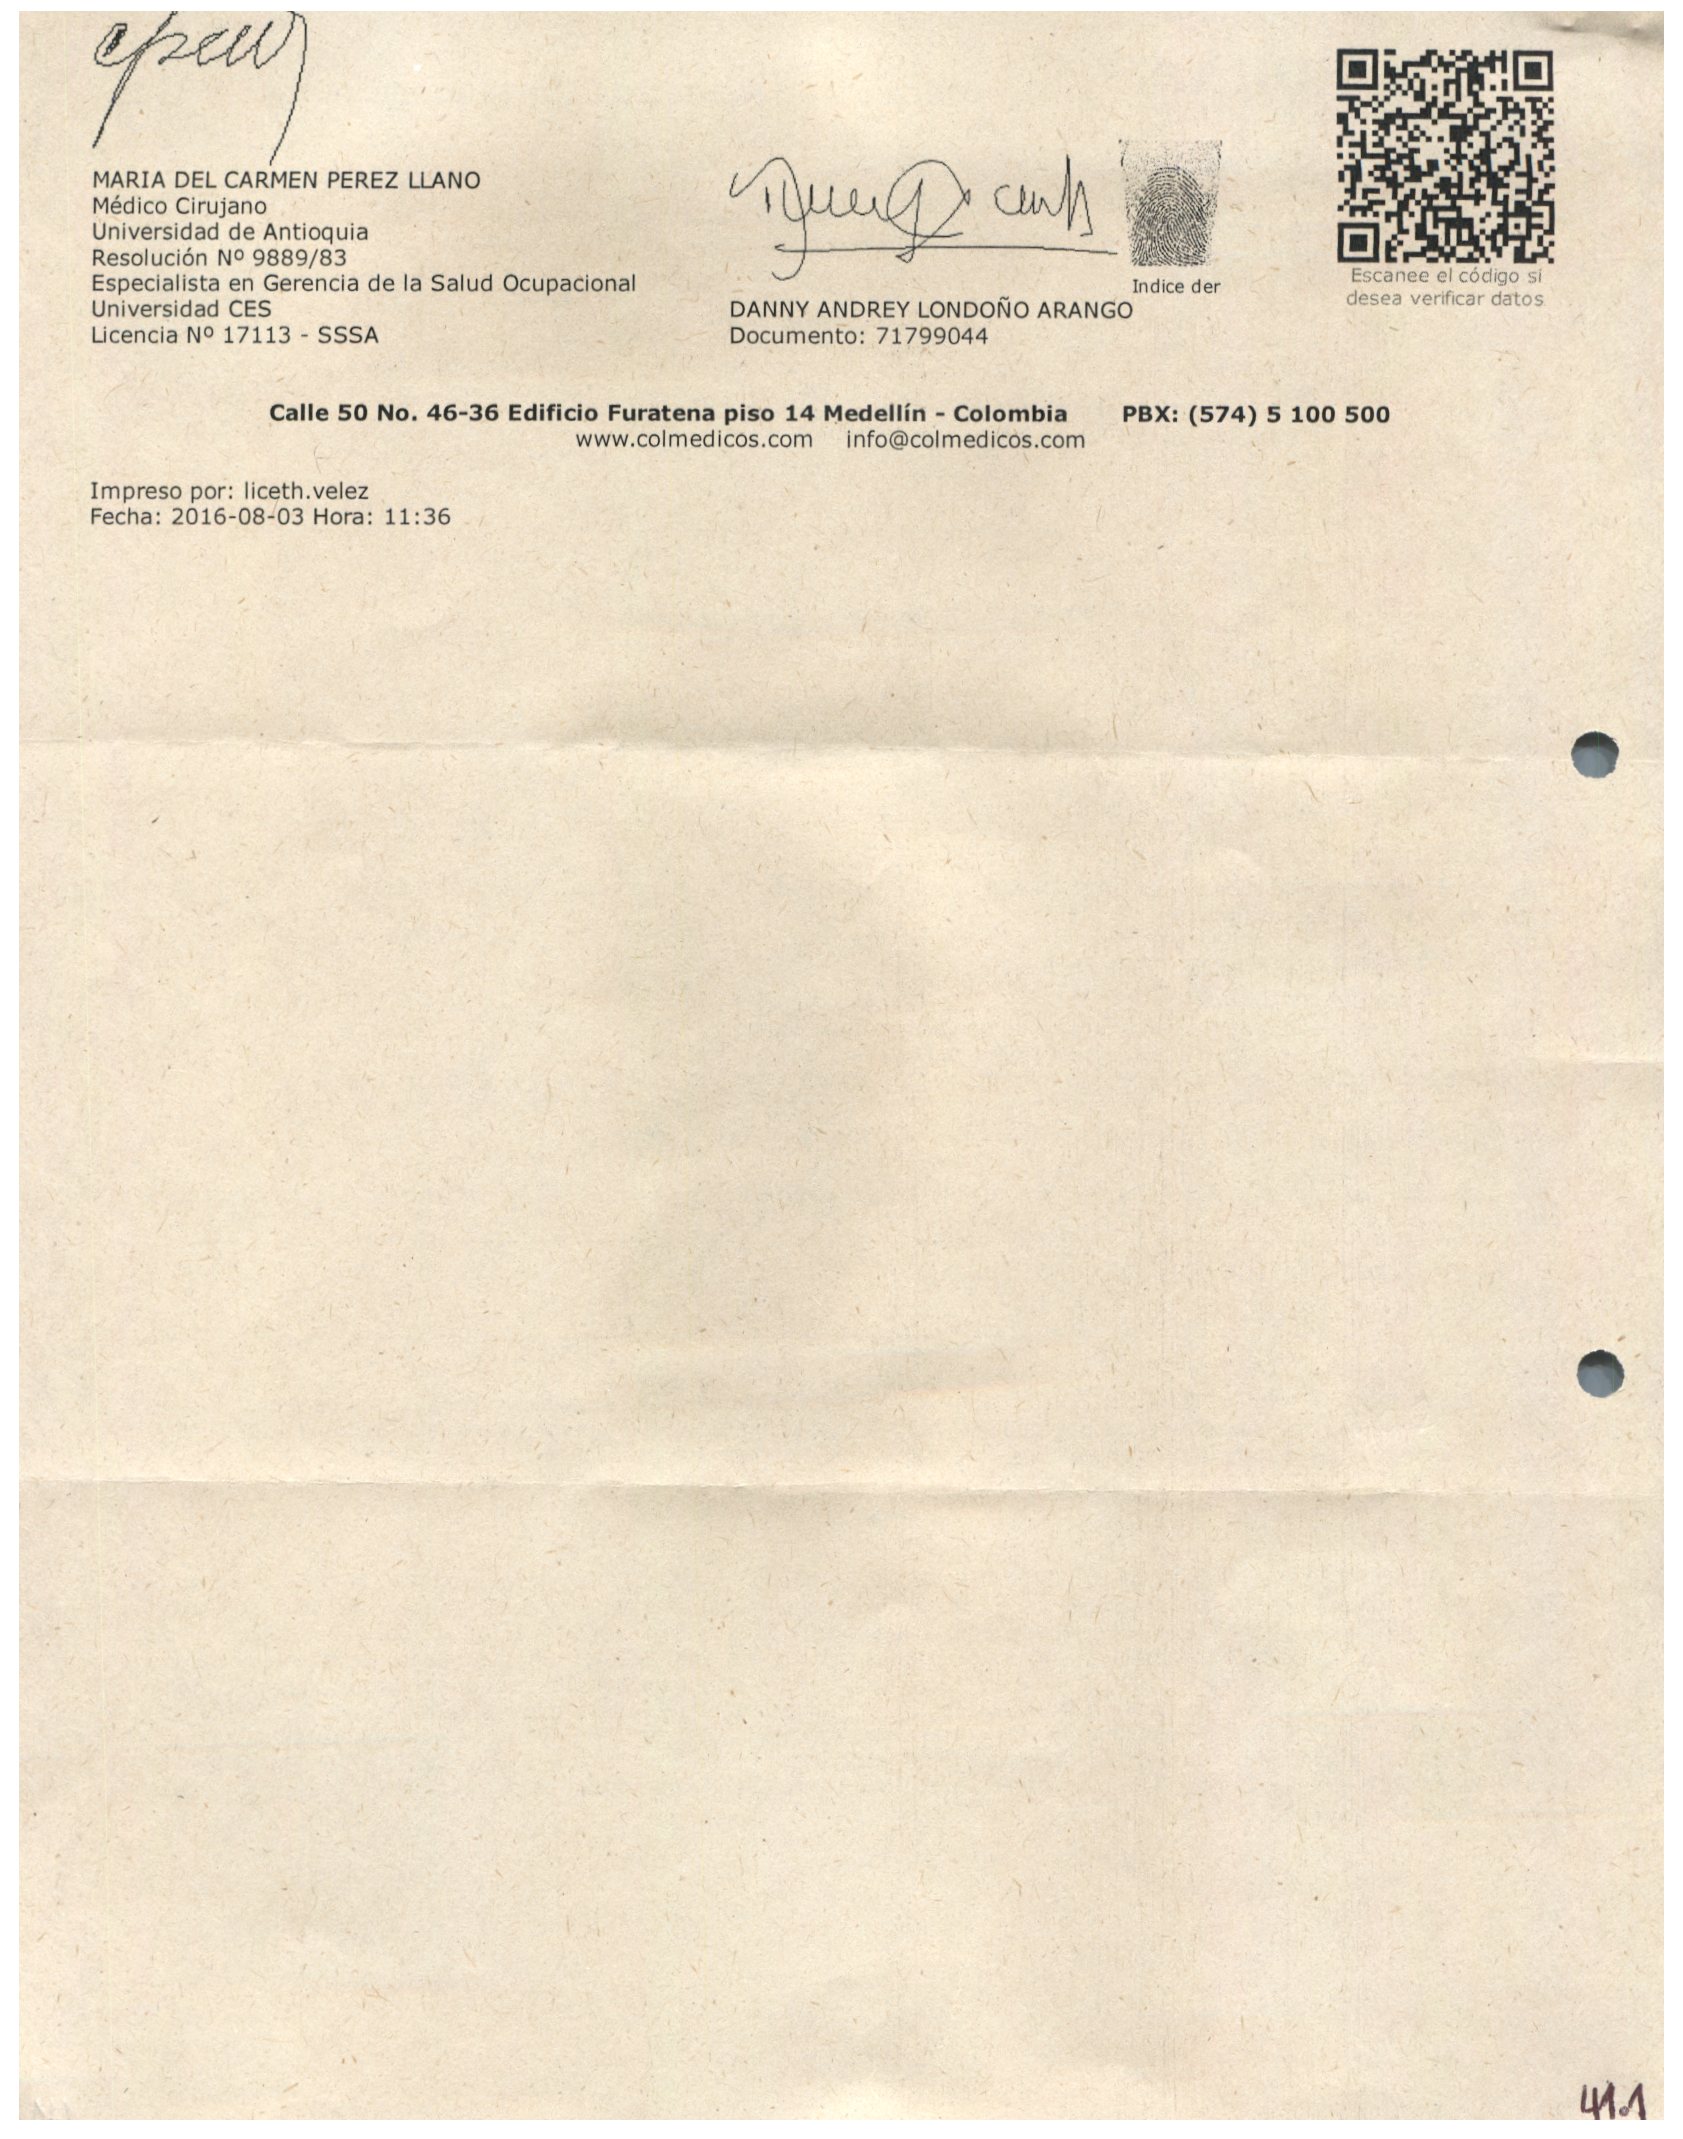 MARIA DEL CARMEN PEREZ LLANO
Médico Cirujano
Universidad de Antioquia
Resolución Nº 9889/83
Especialista en Gerencia de la Salud Ocupacional
Universidad CES
Licencia Nº 17113 - SSSA
Indice der
DANNY ANDREY LONDOÑO ARANGO
Documento: 71799044
Escanee el código si
desea verificar datos
Calle 50 No. 46-36 Edificio Furatena piso 14 Medellín - Colombia PBX: (574) 5 100 500
www.colmedicos.com info@colmedicos.com
Impreso por: liceth.velez
Fecha: 2016-08-03 Hora: 11:36
41.1